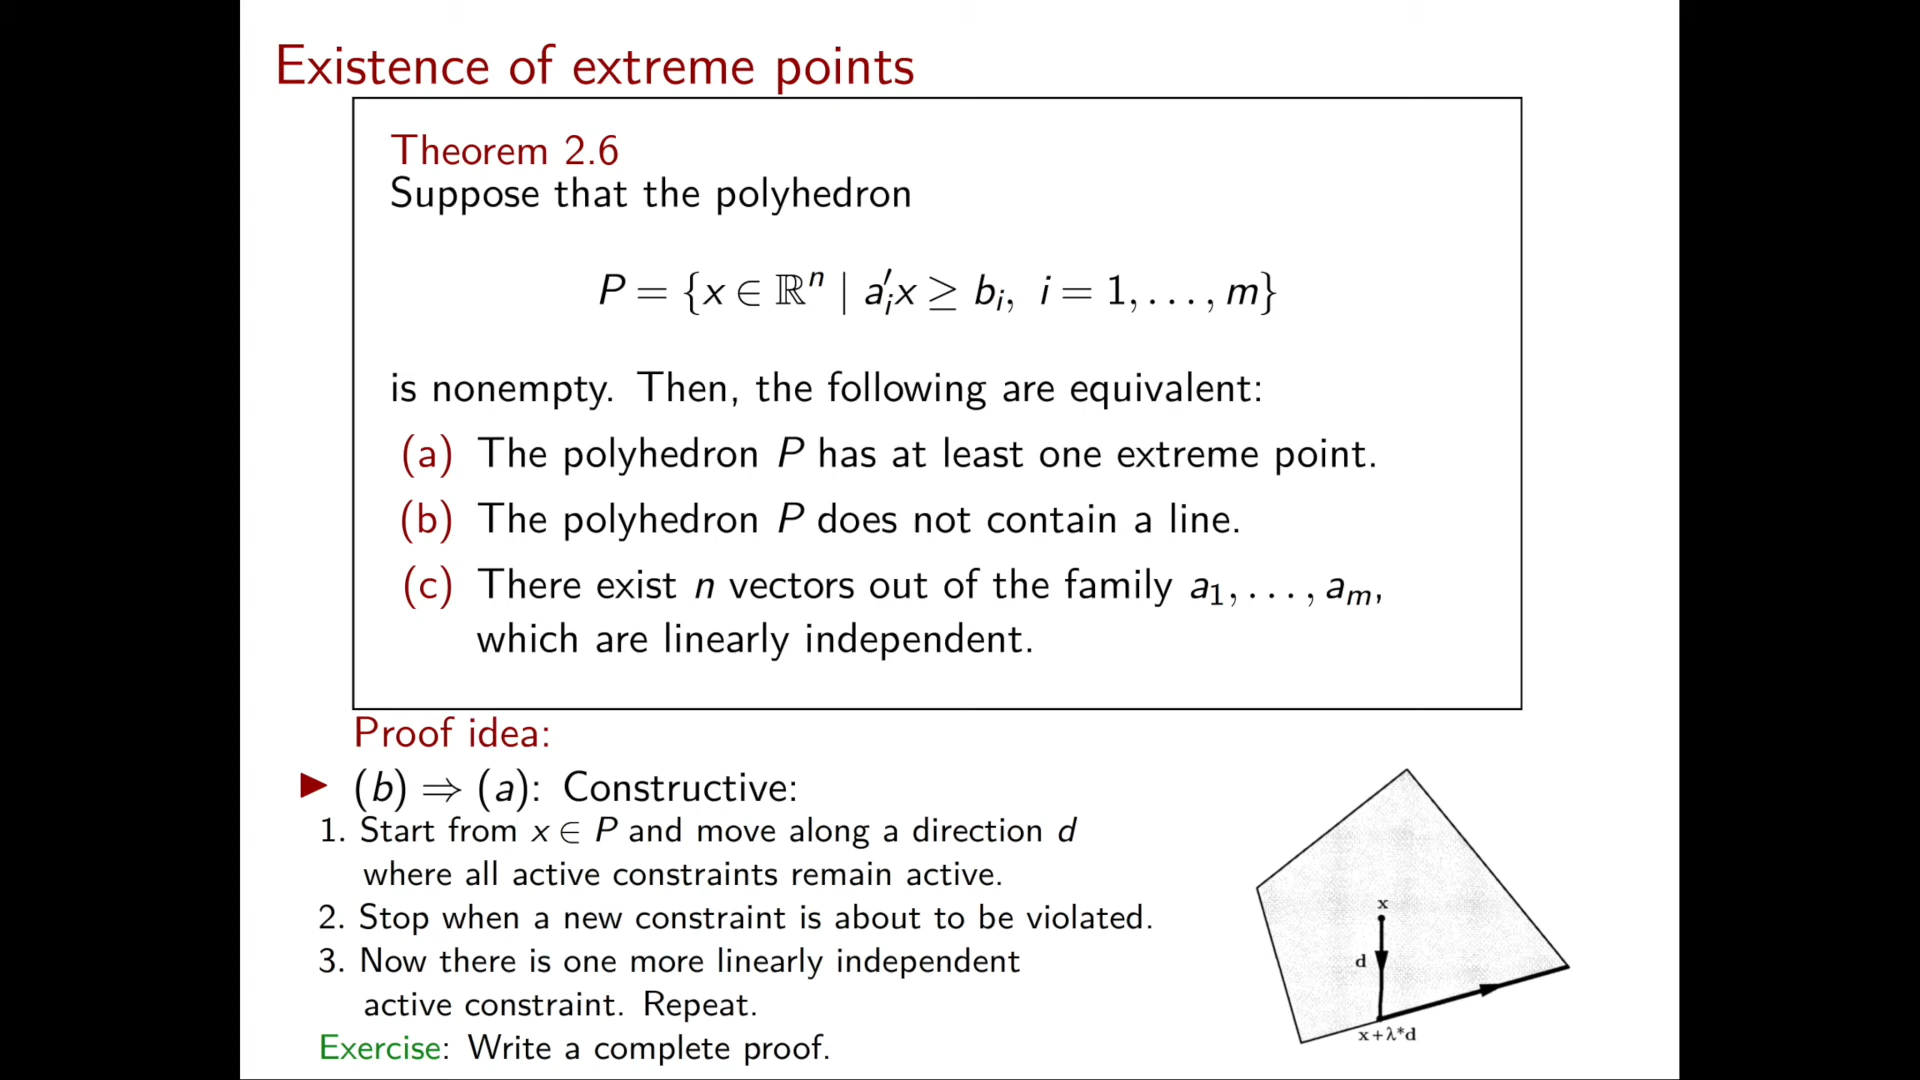 Existence of extreme points
Theorem 2.6
Suppose that the polyhedron
P = {x ∈ ℝⁿ | a′ᵢx ≥ bᵢ, i = 1, . . . , m}
is nonempty. Then, the following are equivalent:
(a) The polyhedron P has at least one extreme point.
(b) The polyhedron P does not contain a line.
(c) There exist n vectors out of the family a₁, . . . , aₘ,
which are linearly independent.
Proof idea:
▶ (b) ⇒ (a): Constructive:
1. Start from x ∈ P and move along a direction d
where all active constraints remain active.
2. Stop when a new constraint is about to be violated.
3. Now there is one more linearly independent
active constraint. Repeat.
Exercise: Write a complete proof.
x
d
x+λ*d